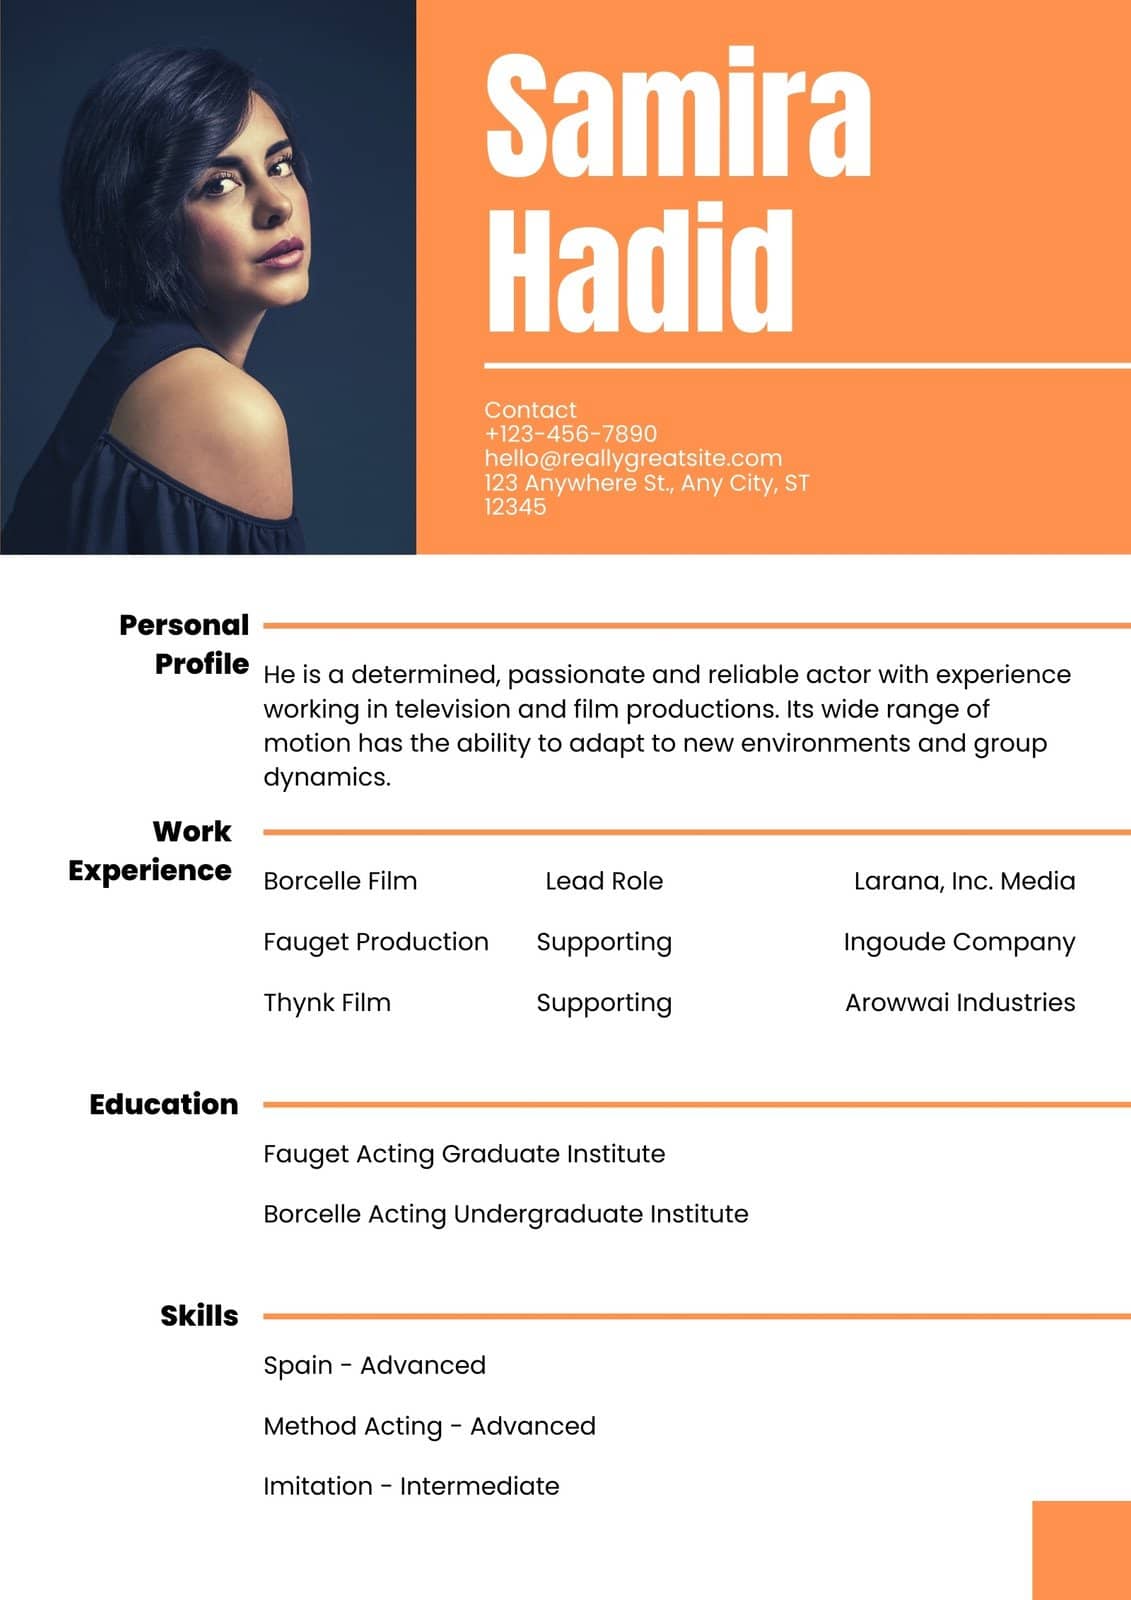 Samira
Hadid
Contact
+123-456-7890
hello@reallygreatsite.com
123 Anywhere St., Any City, ST
12345
Personal
Profile
He is a determined, passionate and reliable actor with experience
working in television and film productions. Its wide range of
motion has the ability to adapt to new environments and group
dynamics.
Work
Experience
Borcelle Film Lead Role Larana, Inc. Media
Fauget Production Supporting Ingoude Company
Thynk Film Supporting Arowwai Industries
Education
Fauget Acting Graduate Institute
Borcelle Acting Undergraduate Institute
Skills
Spain - Advanced
Method Acting - Advanced
Imitation - Intermediate